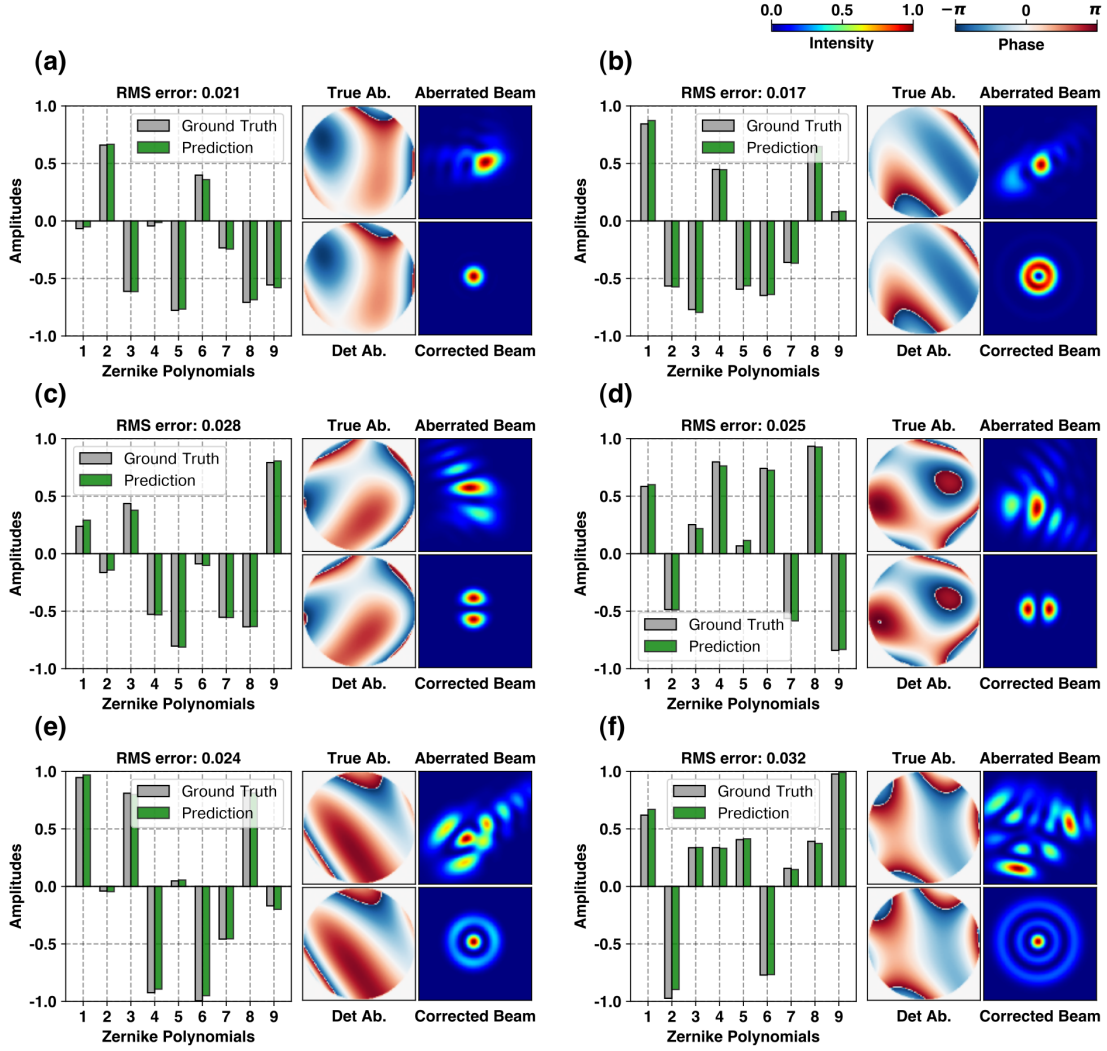 0.0 0.5 1.0
Intensity
−π 0 π
Phase
(a)
RMS error: 0.021
True Ab. Aberrated Beam
Ground Truth
Prediction
1.0
0.5
0.0
-0.5
-1.0
Amplitudes
1 2 3 4 5 6 7 8 9
Zernike Polynomials
Det Ab. Corrected Beam
(b)
RMS error: 0.017
True Ab. Aberrated Beam
Ground Truth
Prediction
1.0
0.5
0.0
-0.5
-1.0
Amplitudes
1 2 3 4 5 6 7 8 9
Zernike Polynomials
Det Ab. Corrected Beam
(c)
RMS error: 0.028
True Ab. Aberrated Beam
Ground Truth
Prediction
1.0
0.5
0.0
-0.5
-1.0
Amplitudes
1 2 3 4 5 6 7 8 9
Zernike Polynomials
Det Ab. Corrected Beam
(d)
RMS error: 0.025
True Ab. Aberrated Beam
1.0
0.5
0.0
-0.5
-1.0
Amplitudes
Ground Truth
Prediction
1 2 3 4 5 6 7 8 9
Zernike Polynomials
Det Ab. Corrected Beam
(e)
RMS error: 0.024
True Ab. Aberrated Beam
Ground Truth
Prediction
1.0
0.5
0.0
-0.5
-1.0
Amplitudes
1 2 3 4 5 6 7 8 9
Zernike Polynomials
Det Ab. Corrected Beam
(f)
RMS error: 0.032
True Ab. Aberrated Beam
Ground Truth
Prediction
1.0
0.5
0.0
-0.5
-1.0
Amplitudes
1 2 3 4 5 6 7 8 9
Zernike Polynomials
Det Ab. Corrected Beam